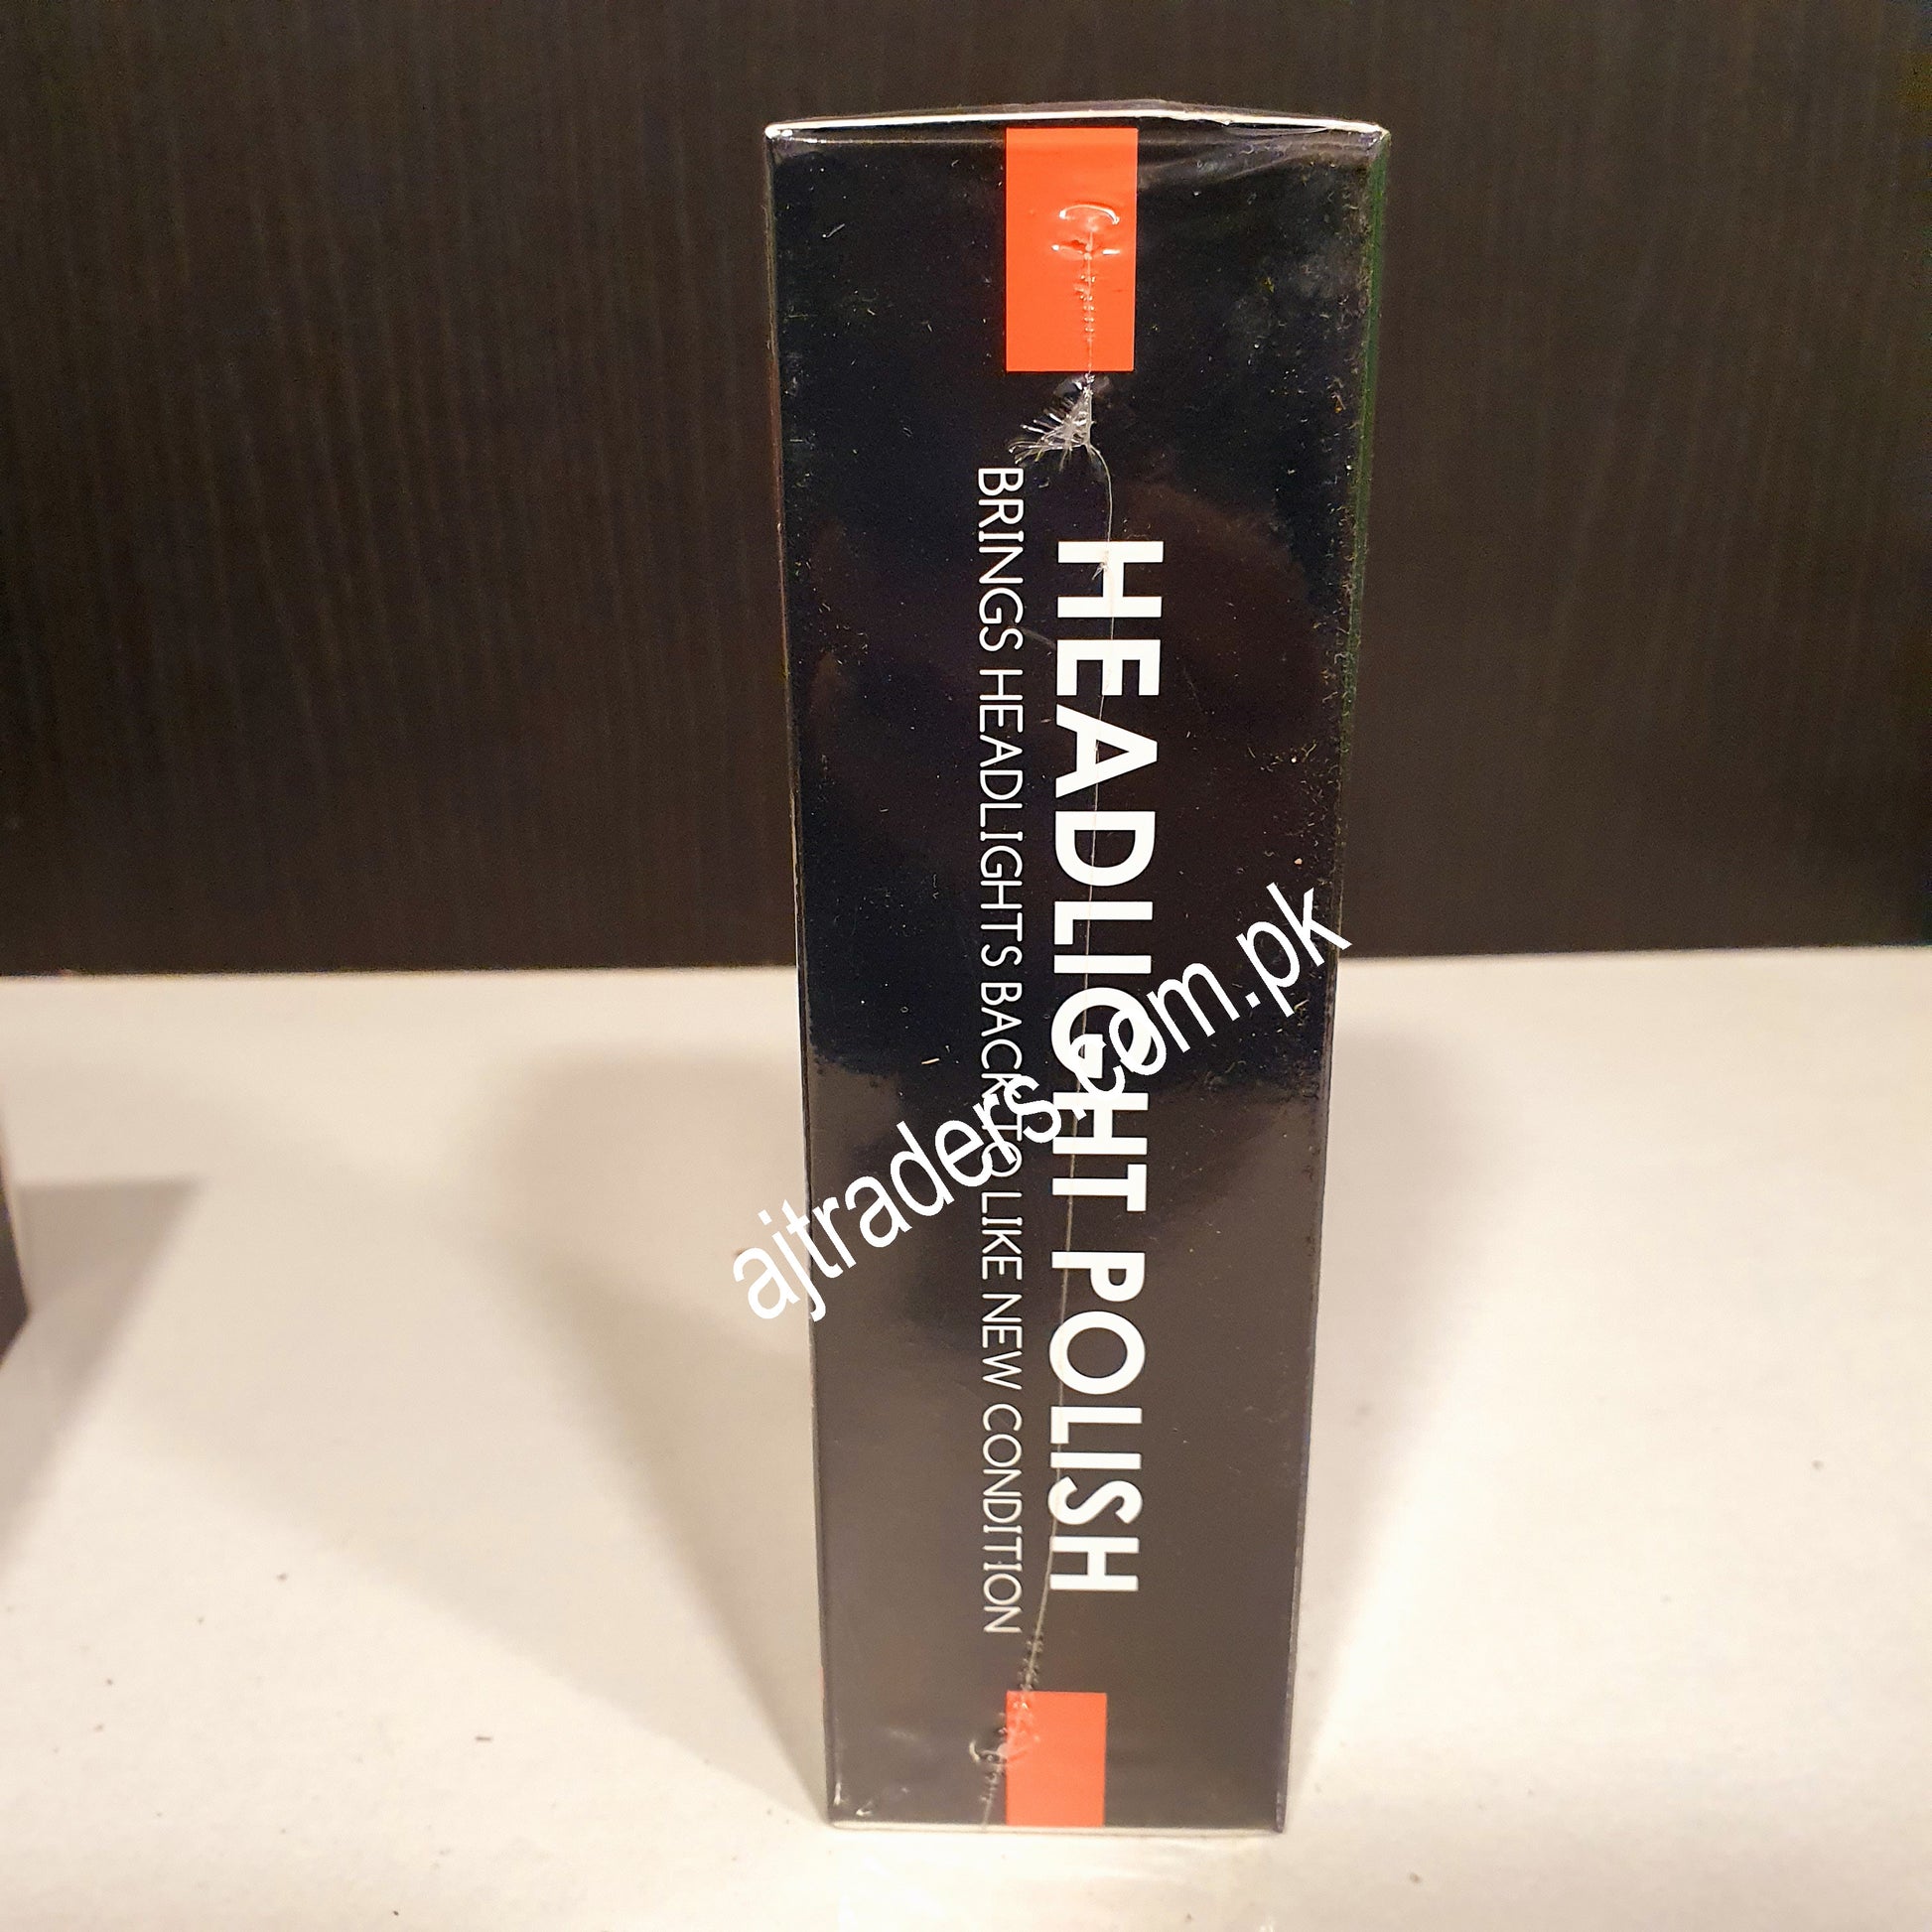 HEADLIGHT POLISH
BRINGS HEADLIGHTS BACK TO LIKE NEW CONDITION
ajtraders.com.pk